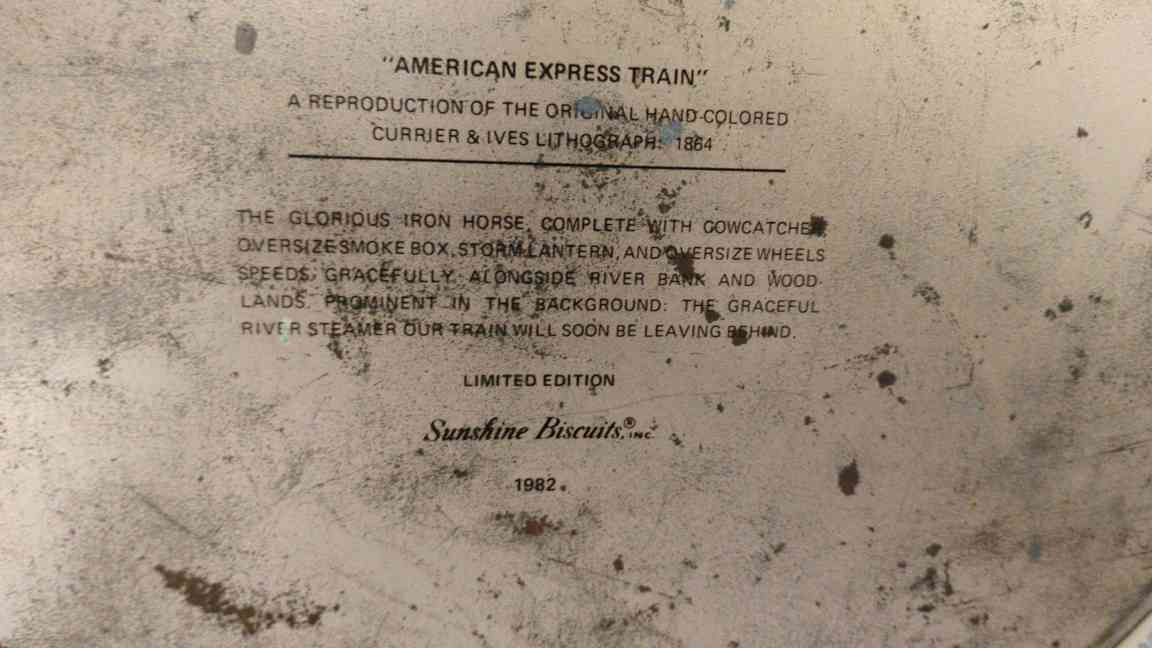 "AMERICAN EXPRESS TRAIN"
A REPRODUCTION OF THE ORIGINAL HAND-COLORED
CURRIER & IVES LITHOGRAPH: 1864
THE GLORIOUS IRON HORSE, COMPLETE WITH COWCATCHER,
OVERSIZE SMOKE BOX, STORM LANTERN, AND OVERSIZE WHEELS
SPEEDS GRACEFULLY ALONGSIDE RIVER BANK AND WOOD-
LANDS. PROMINENT IN THE BACKGROUND: THE GRACEFUL
RIVER STEAMER OUR TRAIN WILL SOON BE LEAVING BEHIND.
LIMITED EDITION
Sunshine Biscuits,® INC.
1982.